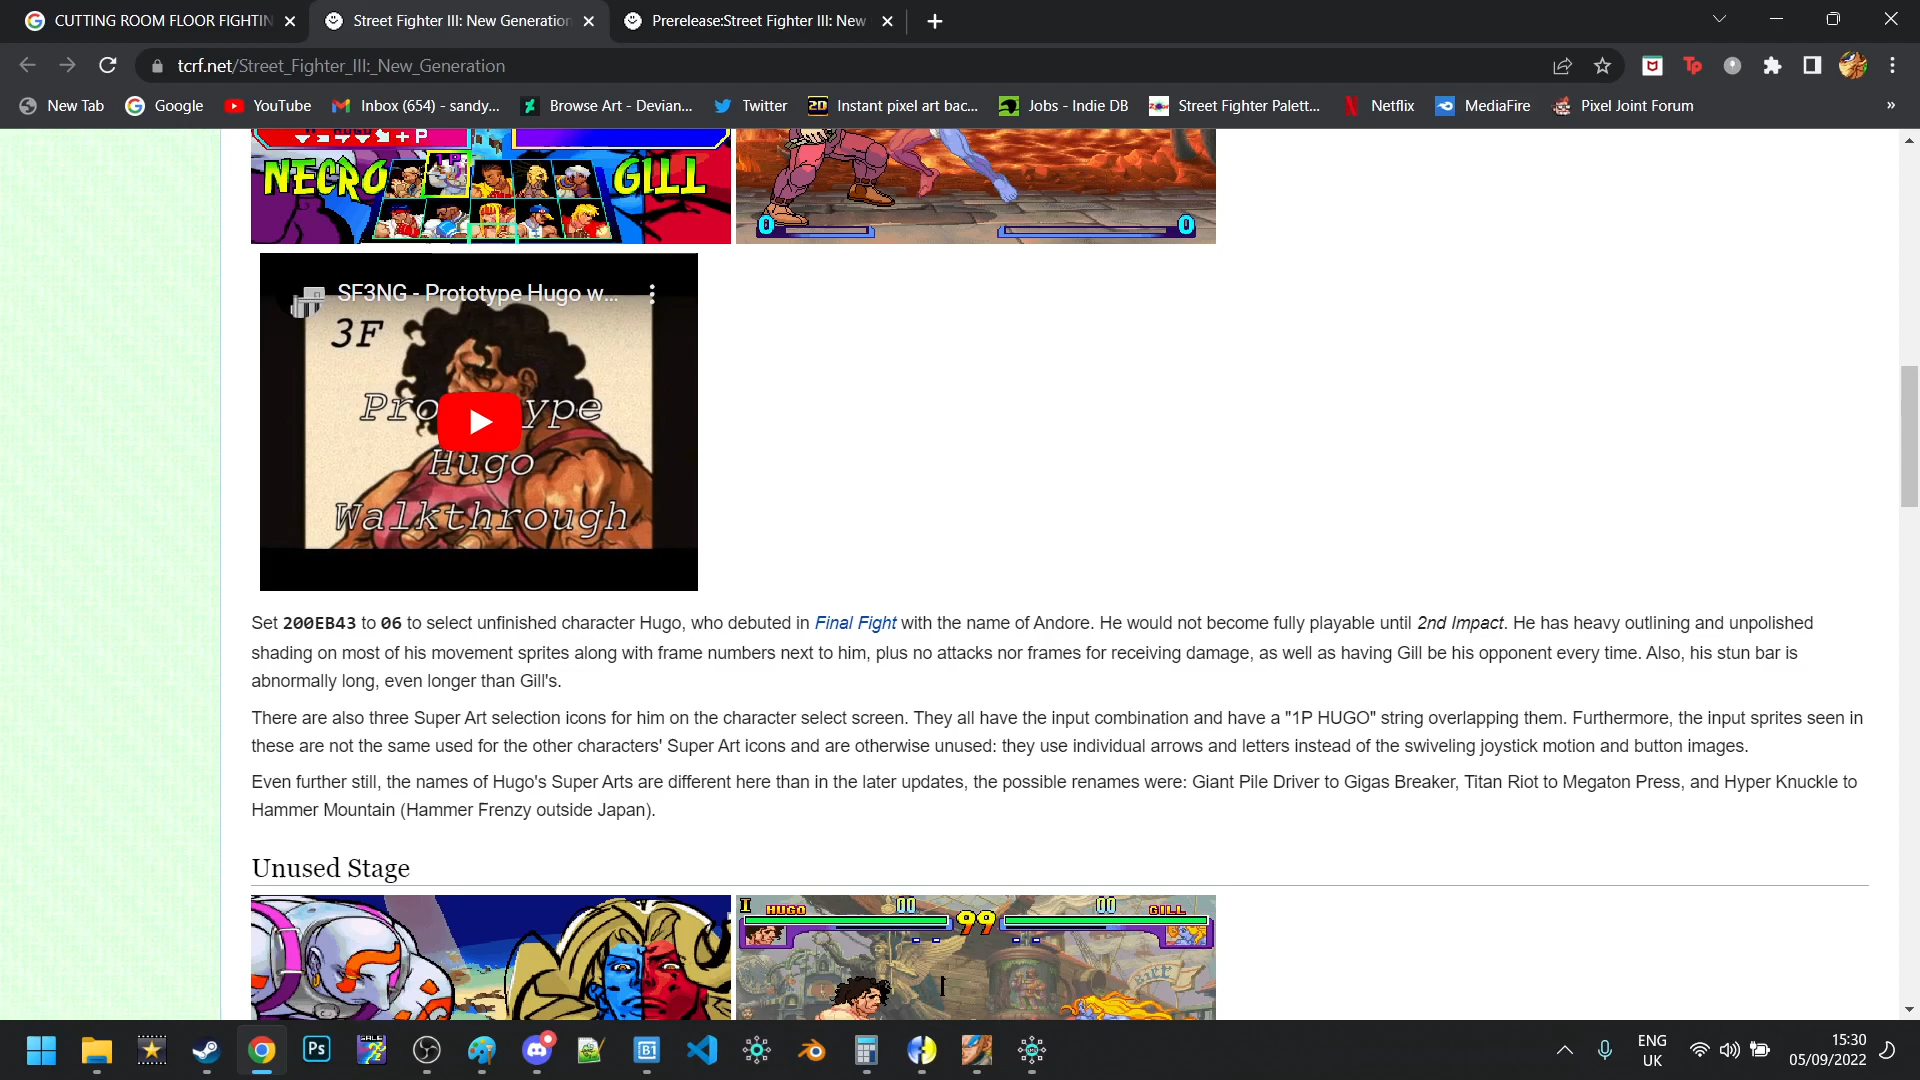 CUTTING ROOM FLOOR FIGHTIN
Street Fighter III: New Generation
Prerelease:Street Fighter III: New
tcrf.net/Street_Fighter_III:_New_Generation
New Tab
Google
YouTube
Inbox (654) - sandy...
Browse Art - Devian...
Twitter
Instant pixel art bac...
Jobs - Indie DB
Street Fighter Palett...
Netflix
MediaFire
Pixel Joint Forum
»
+ P
NECRO
1P
GILL
0
0
SF3NG - Prototype Hugo w...
3F
Hugo
Walkthrough
Set 200EB43 to 06 to select unfinished character Hugo, who debuted in Final Fight with the name of Andore. He would not become fully playable until 2nd Impact. He has heavy outlining and unpolished
shading on most of his movement sprites along with frame numbers next to him, plus no attacks nor frames for receiving damage, as well as having Gill be his opponent every time. Also, his stun bar is
abnormally long, even longer than Gill's.
There are also three Super Art selection icons for him on the character select screen. They all have the input combination and have a "1P HUGO" string overlapping them. Furthermore, the input sprites seen in
these are not the same used for the other characters' Super Art icons and are otherwise unused: they use individual arrows and letters instead of the swiveling joystick motion and button images.
Even further still, the names of Hugo's Super Arts are different here than in the later updates, the possible renames were: Giant Pile Driver to Gigas Breaker, Titan Riot to Megaton Press, and Hyper Knuckle to
Hammer Mountain (Hammer Frenzy outside Japan).
Unused Stage
I HUGO 00 99 00 GILL
Ps
ENG
UK
15:30
05/09/2022